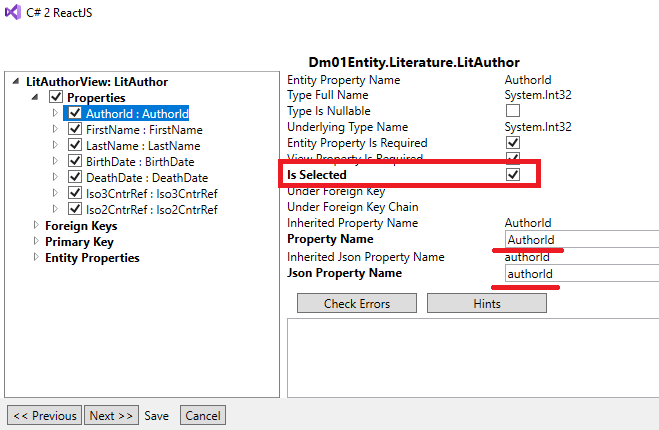 C# 2 ReactJS
Dm01Entity.Literature.LitAuthor
LitAuthorView: LitAuthor
Properties
AuthorId : AuthorId
FirstName : FirstName
LastName : LastName
BirthDate : BirthDate
DeathDate : DeathDate
Iso3CntrRef : Iso3CntrRef
Iso2CntrRef : Iso2CntrRef
Foreign Keys
Primary Key
Entity Properties
Entity Property Name AuthorId
Type Full Name System.Int32
Type Is Nullable
Underlying Type Name System.Int32
Entity Property Is Required
View Property Is Required
Is Selected
Under Foreign Key
Under Foreign Key Chain
Inherited Property Name AuthorId
Property Name AuthorId
Inherited Json Property Name authorId
Json Property Name authorId
Check Errors Hints
<< Previous Next >> Save Cancel